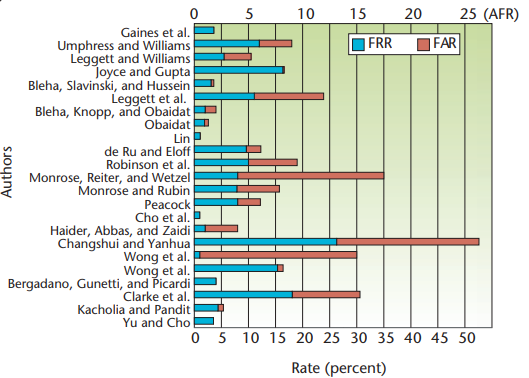 0 5 10 15 20 25 (AFR)
FRR FAR
Gaines et al.
Umphress and Williams
Leggett and Williams
Joyce and Gupta
Bleha, Slavinski, and Hussein
Leggett et al.
Bleha, Knopp, and Obaidat
Obaidat
Lin
de Ru and Eloff
Robinson et al.
Monrose, Reiter, and Wetzel
Monrose and Rubin
Peacock
Cho et al.
Haider, Abbas, and Zaidi
Changshui and Yanhua
Wong et al.
Wong et al.
Bergadano, Gunetti, and Picardi
Clarke et al.
Kacholia and Pandit
Yu and Cho
Authors
0 5 10 15 20 25 30 35 40 45 50
Rate (percent)